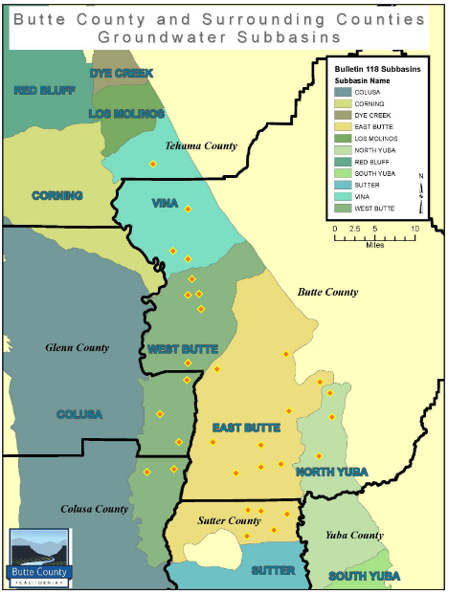 Butte County and Surrounding Counties
Groundwater Subbasins
DYE CREEK
RED BLUFF
LOS MOLINOS
Tehama County
CORNING
VINA
Butte County
Glenn County
WEST BUTTE
COLUSA
EAST BUTTE
NORTH YUBA
Colusa County
Sutter County
Yuba County
SUTTER
SOUTH YUBA
Bulletin 118 Subbasins
Subbasin Name
COLUSA
CORNING
DYE CREEK
EAST BUTTE
LOS MOLINOS
NORTH YUBA
RED BLUFF
SOUTH YUBA
SUTTER
VINA
WEST BUTTE
N
0 2.5 5 10
Miles
Butte County
CALIFORNIA